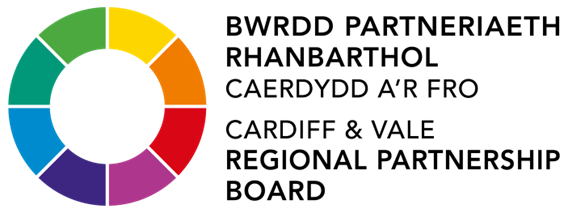 BWRDD PARTNERIAETH
RHANBARTHOL
CAERDYDD A'R FRO
CARDIFF & VALE
REGIONAL PARTNERSHIP
BOARD